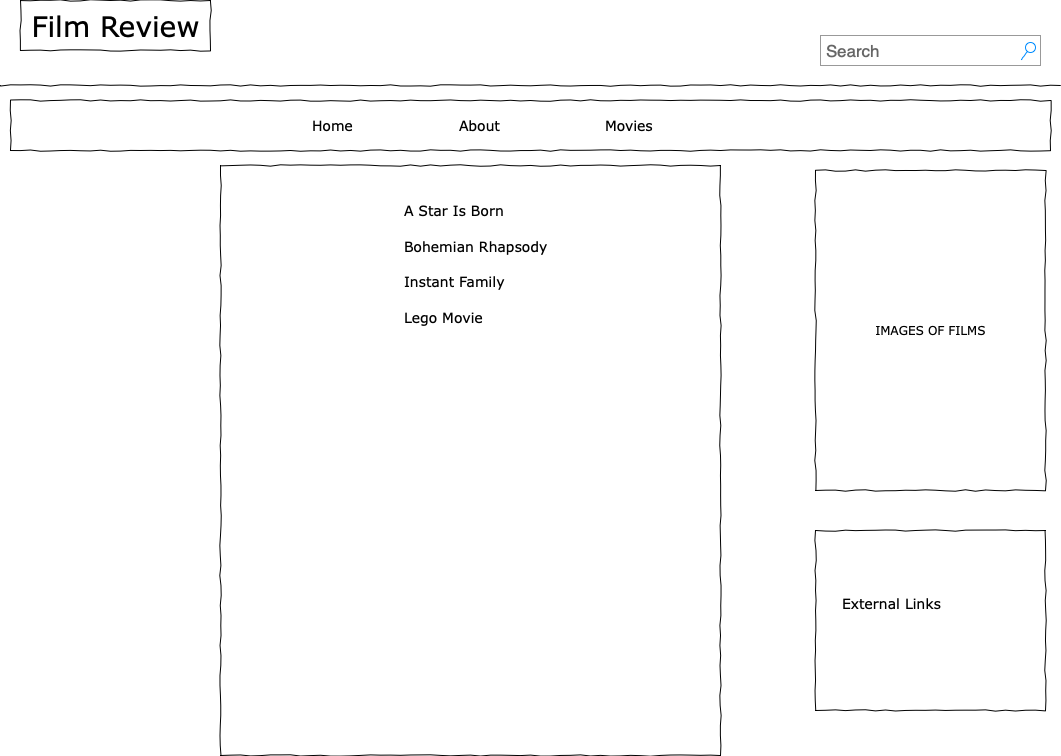 Film Review
Search
Home About Movies
A Star Is Born
Bohemian Rhapsody
Instant Family
Lego Movie
IMAGES OF FILMS
External Links